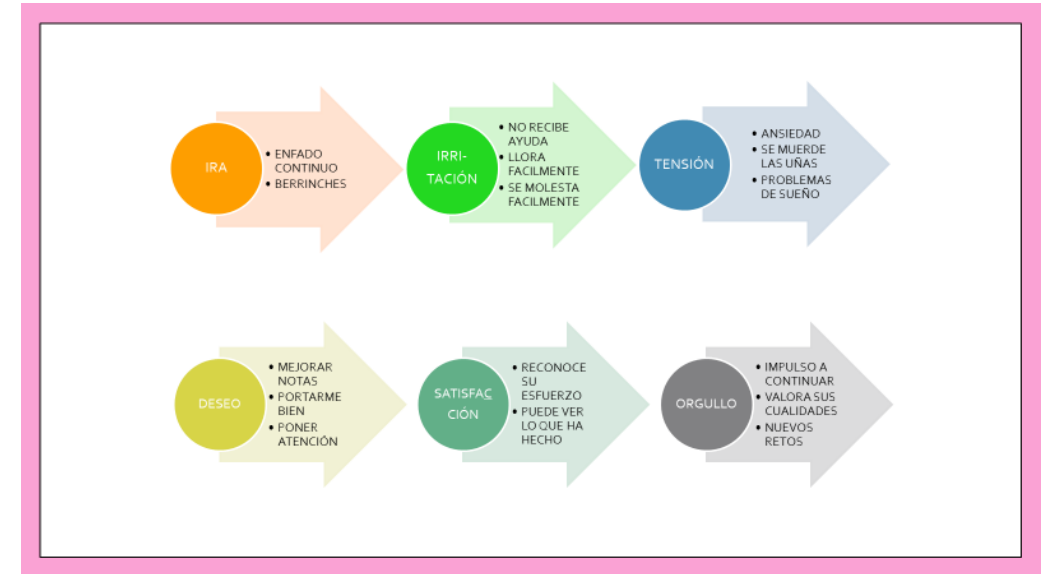 IRA
• ENFADO
CONTINUO
• BERRINCHES
IRRI-
TACIÓN
• NO RECIBE
AYUDA
• LLORA
FACILMENTE
• SE MOLESTA
FACILMENTE
TENSIÓN
• ANSIEDAD
• SE MUERDE
LAS UÑAS
• PROBLEMAS
DE SUEÑO
DESEO
• MEJORAR
NOTAS
• PORTARME
BIEN
• PONER
ATENCIÓN
SATISFAC
CIÓN
• RECONOCE
SU
ESFUERZO
• PUEDE VER
LO QUE HA
HECHO
ORGULLO
• IMPULSO A
CONTINUAR
• VALORA SUS
CUALIDADES
• NUEVOS
RETOS